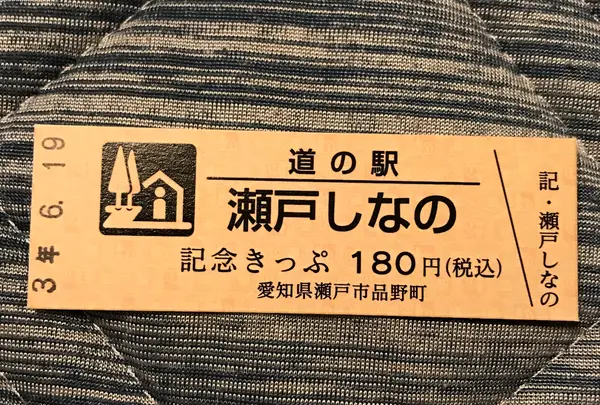 3年6.19
道の駅
瀬戸しなの
記念きっぷ 180円(税込)
愛知県瀬戸市品野町
記・瀬戸しなの